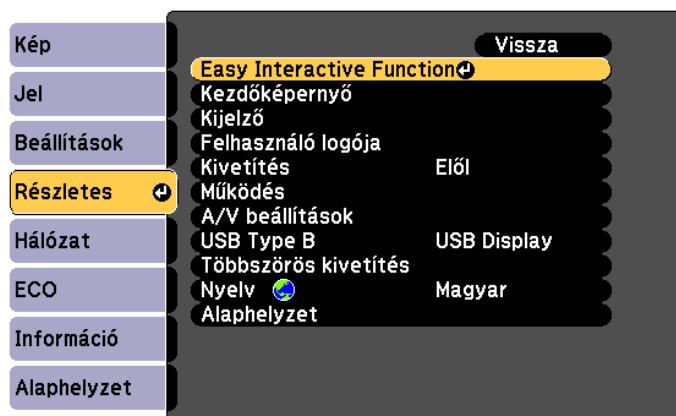 Kép
Jel
Beállítások
Részletes
Hálózat
ECO
Információ
Alaphelyzet
Vissza
Easy Interactive Function
Kezdőképernyő
Kijelző
Felhasználó logója
Kivetítés Elől
Működés
A/V beállítások
USB Type B USB Display
Többszörös kivetítés
Nyelv Magyar
Alaphelyzet